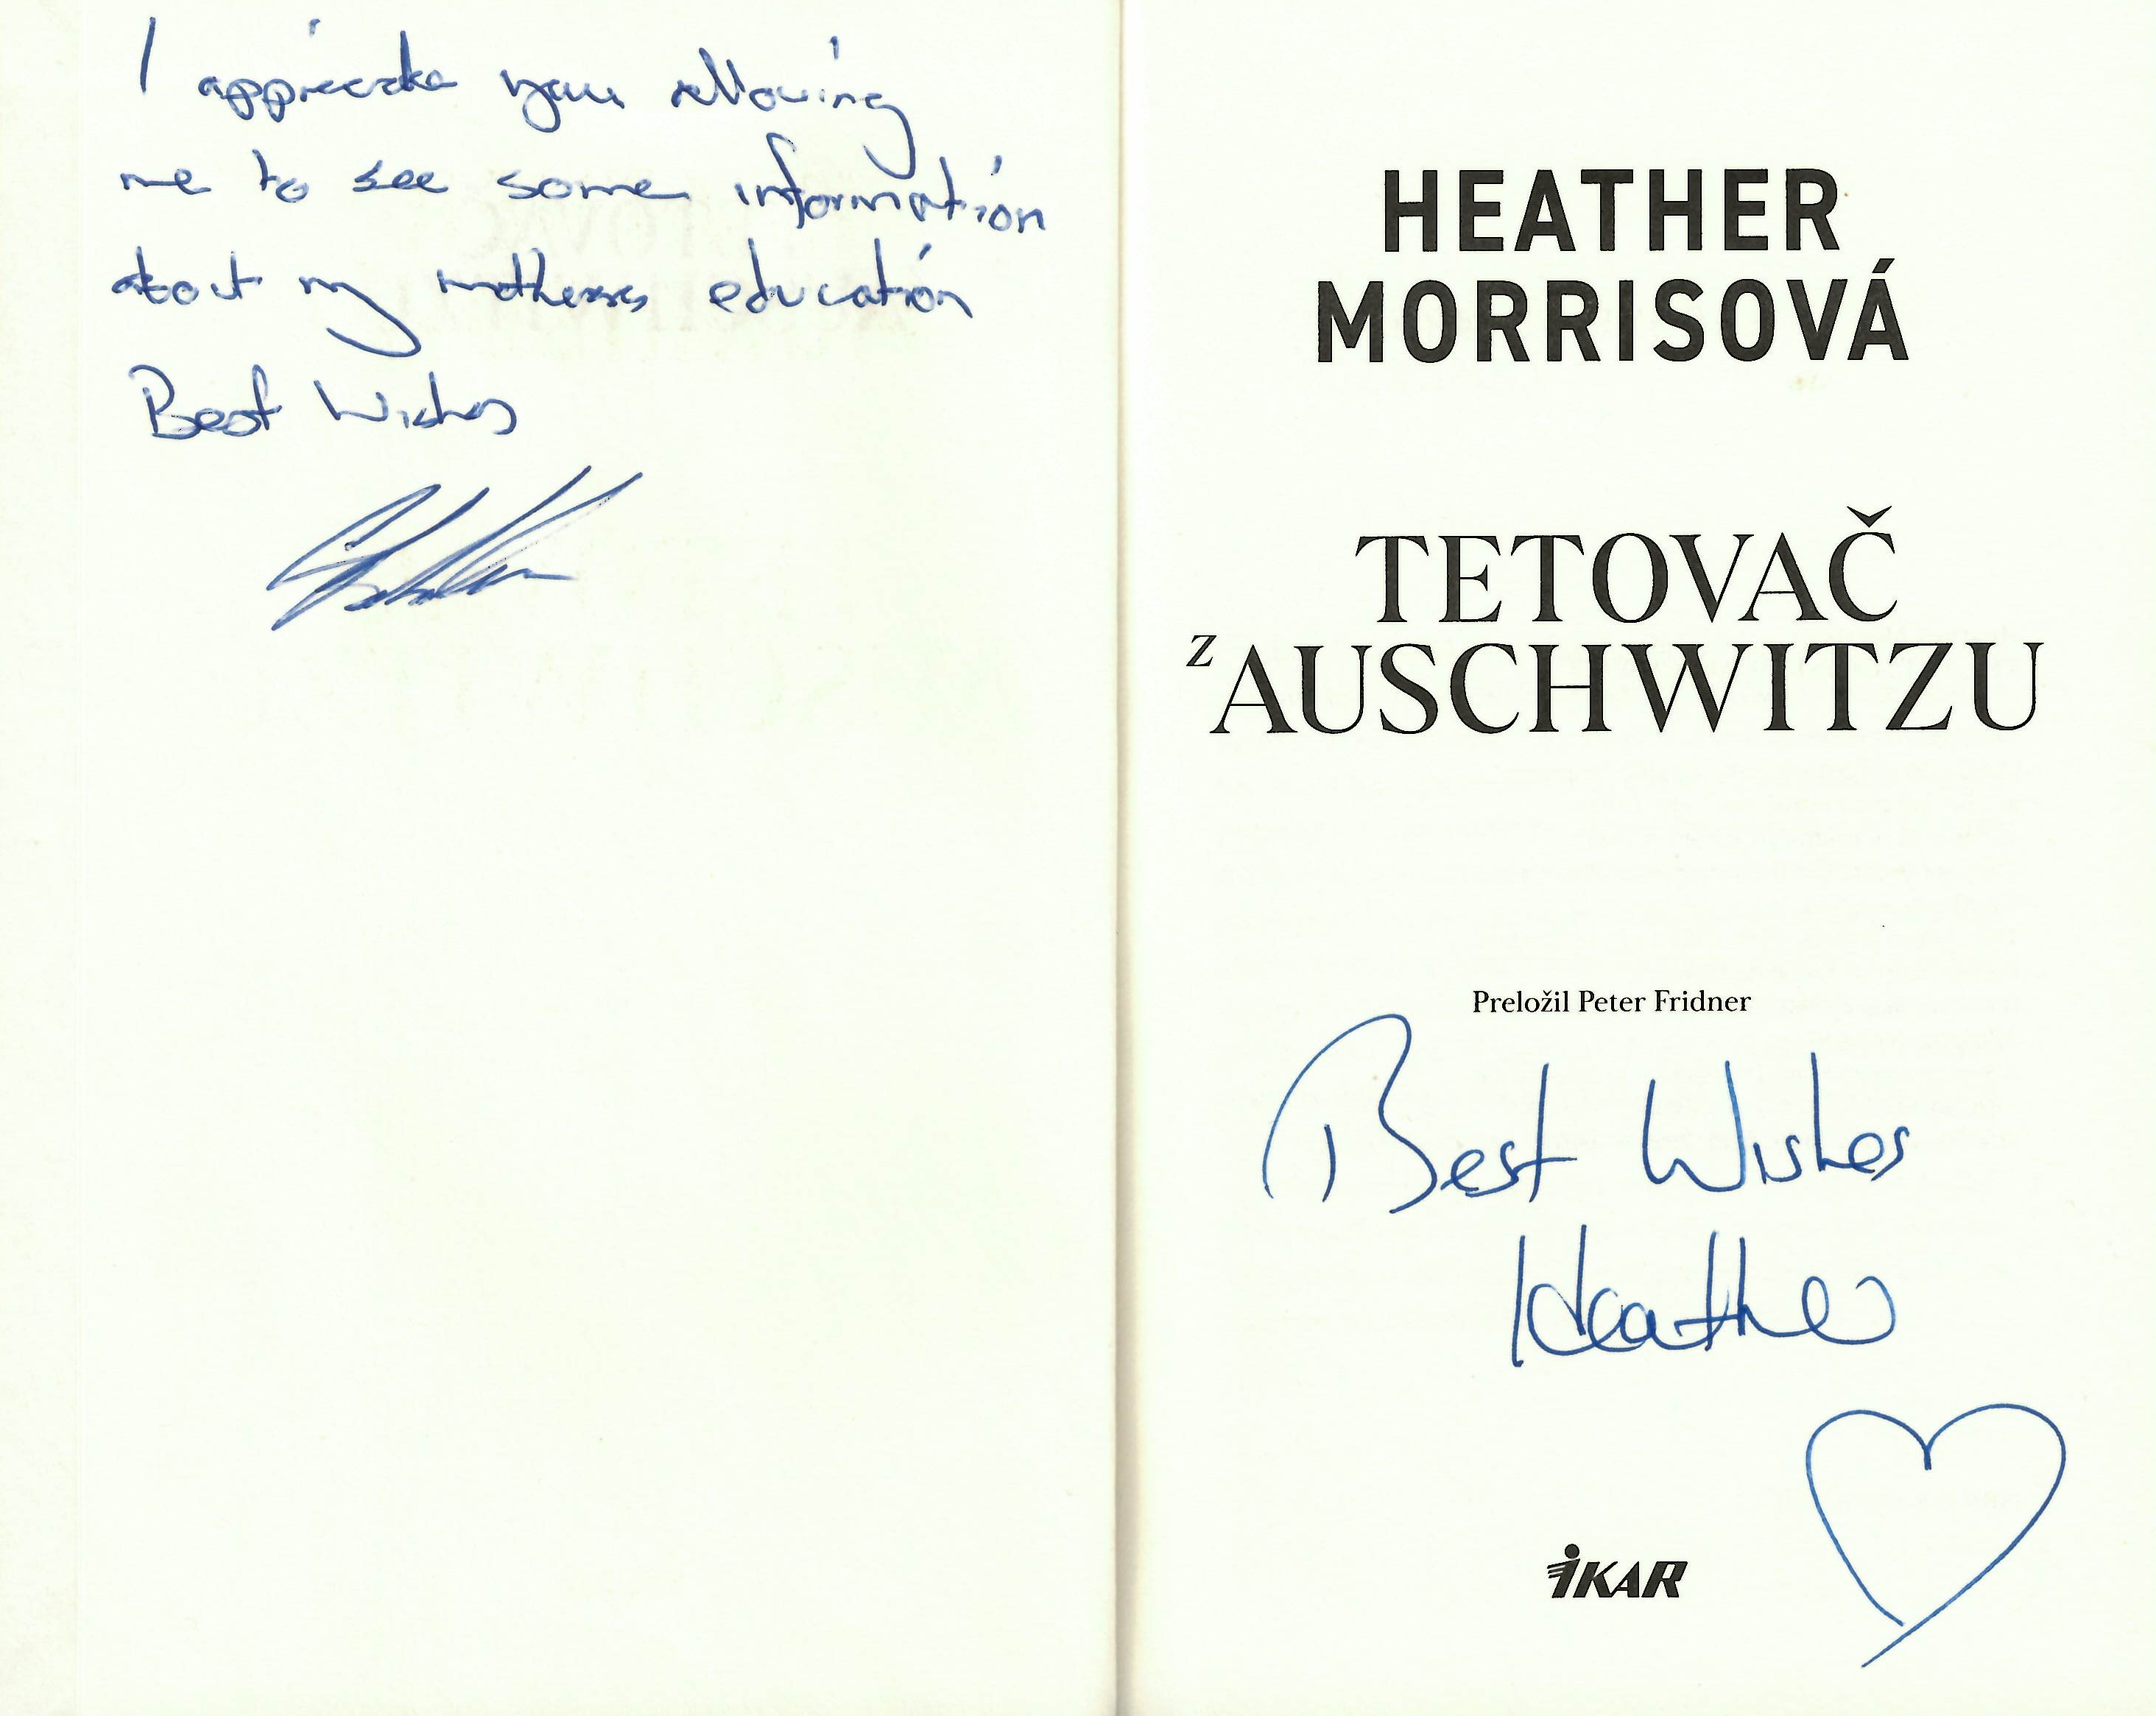 I appreciate you allowing
me to see some information
about my mothers education
Best Wishes
HEATHER
MORRISOVÁ
TETOVAČ
z AUSCHWITZU
Preložil Peter Fridner
Best Wishes
Heather
IKAR